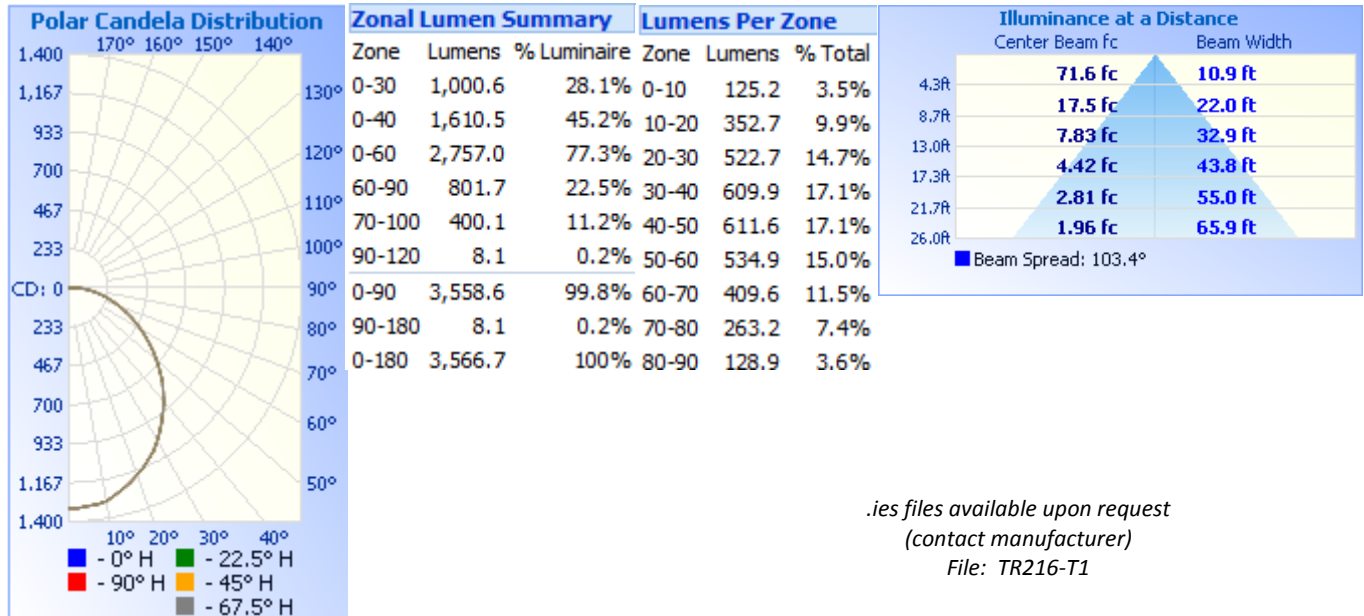 Polar Candela Distribution
170° 160° 150° 140°
1,400
1,167
130°
933
120°
700
110°
467
100°
233
CD: 0
90°
233
80°
467
70°
700
60°
933
1.167
50°
1.400
10° 20° 30° 40°
- 0° H - 22.5° H
- 90° H - 45° H
- 67.5° H
Zonal Lumen Summary
Zone Lumens % Luminaire
0-30 1,000.6 28.1%
0-40 1,610.5 45.2%
0-60 2,757.0 77.3%
60-90 801.7 22.5%
70-100 400.1 11.2%
90-120 8.1 0.2%
0-90 3,558.6 99.8%
90-180 8.1 0.2%
0-180 3,566.7 100%
Lumens Per Zone
Zone Lumens % Total
0-10 125.2 3.5%
10-20 352.7 9.9%
20-30 522.7 14.7%
30-40 609.9 17.1%
40-50 611.6 17.1%
50-60 534.9 15.0%
60-70 409.6 11.5%
70-80 263.2 7.4%
80-90 128.9 3.6%
Illuminance at a Distance
Center Beam fc Beam Width
4.3ft 71.6 fc 10.9 ft
8.7ft 17.5 fc 22.0 ft
13.0ft 7.83 fc 32.9 ft
17.3ft 4.42 fc 43.8 ft
21.7ft 2.81 fc 55.0 ft
26.0ft 1.96 fc 65.9 ft
Beam Spread: 103.4°
.ies files available upon request
(contact manufacturer)
File: TR216-T1